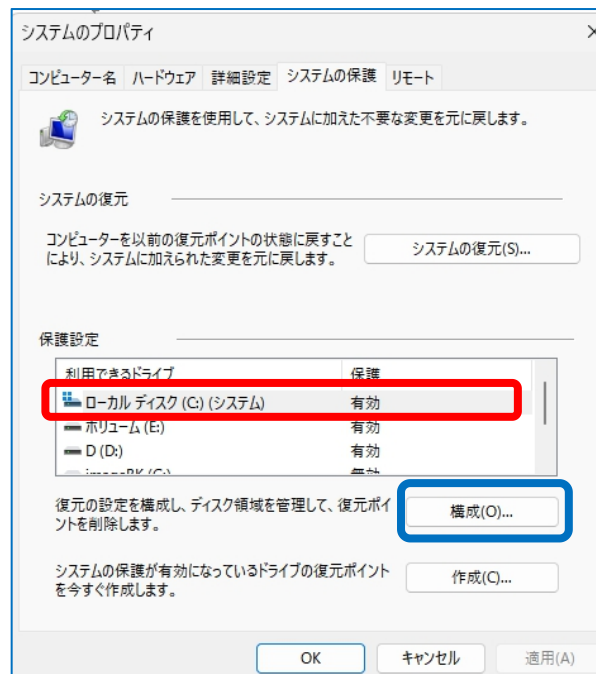 システムのプロパティ
コンピューター名 ハードウェア 詳細設定 システムの保護 リモート
システムの保護を使用して、システムに加えた不要な変更を元に戻します。
システムの復元
コンピューターを以前の復元ポイントの状態に戻すこと
により、システムに加えられた変更を元に戻します。
システムの復元(S)...
保護設定
利用できるドライブ 保護
ローカル ディスク (C:) (システム) 有効
ボリューム (E:) 有効
D (D:) 有効
復元の設定を構成し、ディスク領域を管理して、復元ポイ
ントを削除します。
構成(O)...
システムの保護が有効になっているドライブの復元ポイント
を今すぐ作成します。
作成(C)...
OK キャンセル 適用(A)